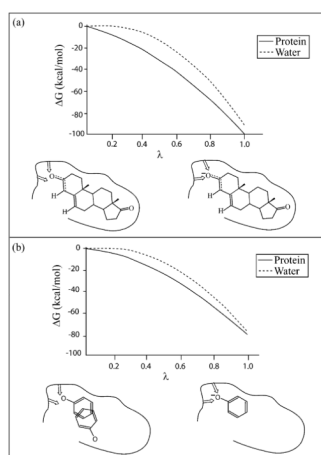 (a)
0
-20
-40
-60
-80
-100
ΔG (kcal/mol)
0.2 0.4 0.6 0.8 1.0
λ
Protein
Water
O
H
H
O
O
H
H
O
(b)
0
-20
-40
-60
-80
-100
ΔG (kcal/mol)
0.2 0.4 0.6 0.8 1.0
λ
Protein
Water
O
O
O